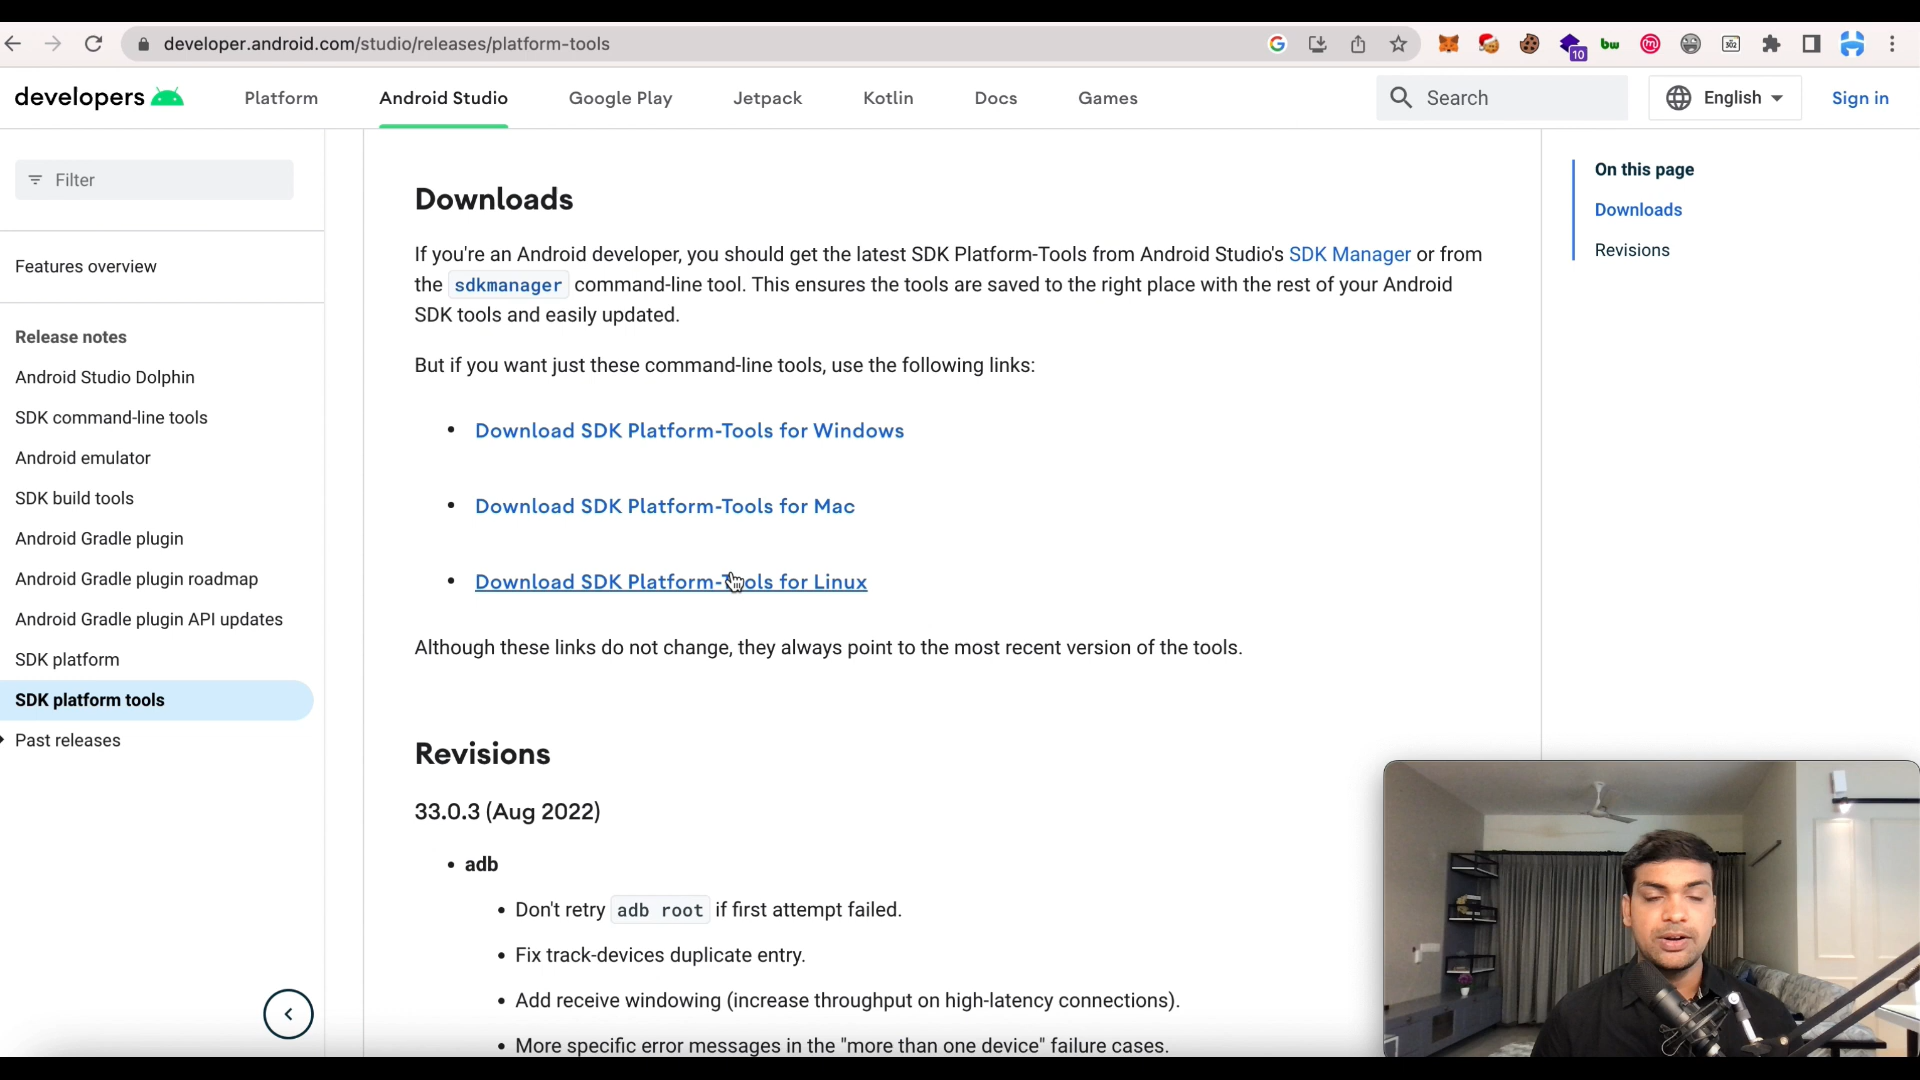 developer.android.com/studio/releases/platform-tools
10
bw
302
developers
Platform
Android Studio
Google Play
Jetpack
Kotlin
Docs
Games
Search
English
Sign in
Filter
Features overview
Release notes
Android Studio Dolphin
SDK command-line tools
Android emulator
SDK build tools
Android Gradle plugin
Android Gradle plugin roadmap
Android Gradle plugin API updates
SDK platform
SDK platform tools
Past releases
Downloads
If you're an Android developer, you should get the latest SDK Platform-Tools from Android Studio's SDK Manager or from
the sdkmanager command-line tool. This ensures the tools are saved to the right place with the rest of your Android
SDK tools and easily updated.
But if you want just these command-line tools, use the following links:
• Download SDK Platform-Tools for Windows
• Download SDK Platform-Tools for Mac
• Download SDK Platform-Tools for Linux
Although these links do not change, they always point to the most recent version of the tools.
Revisions
33.0.3 (Aug 2022)
• adb
• Don't retry adb root if first attempt failed.
• Fix track-devices duplicate entry.
• Add receive windowing (increase throughput on high-latency connections).
• More specific error messages in the "more than one device" failure cases.
On this page
Downloads
Revisions